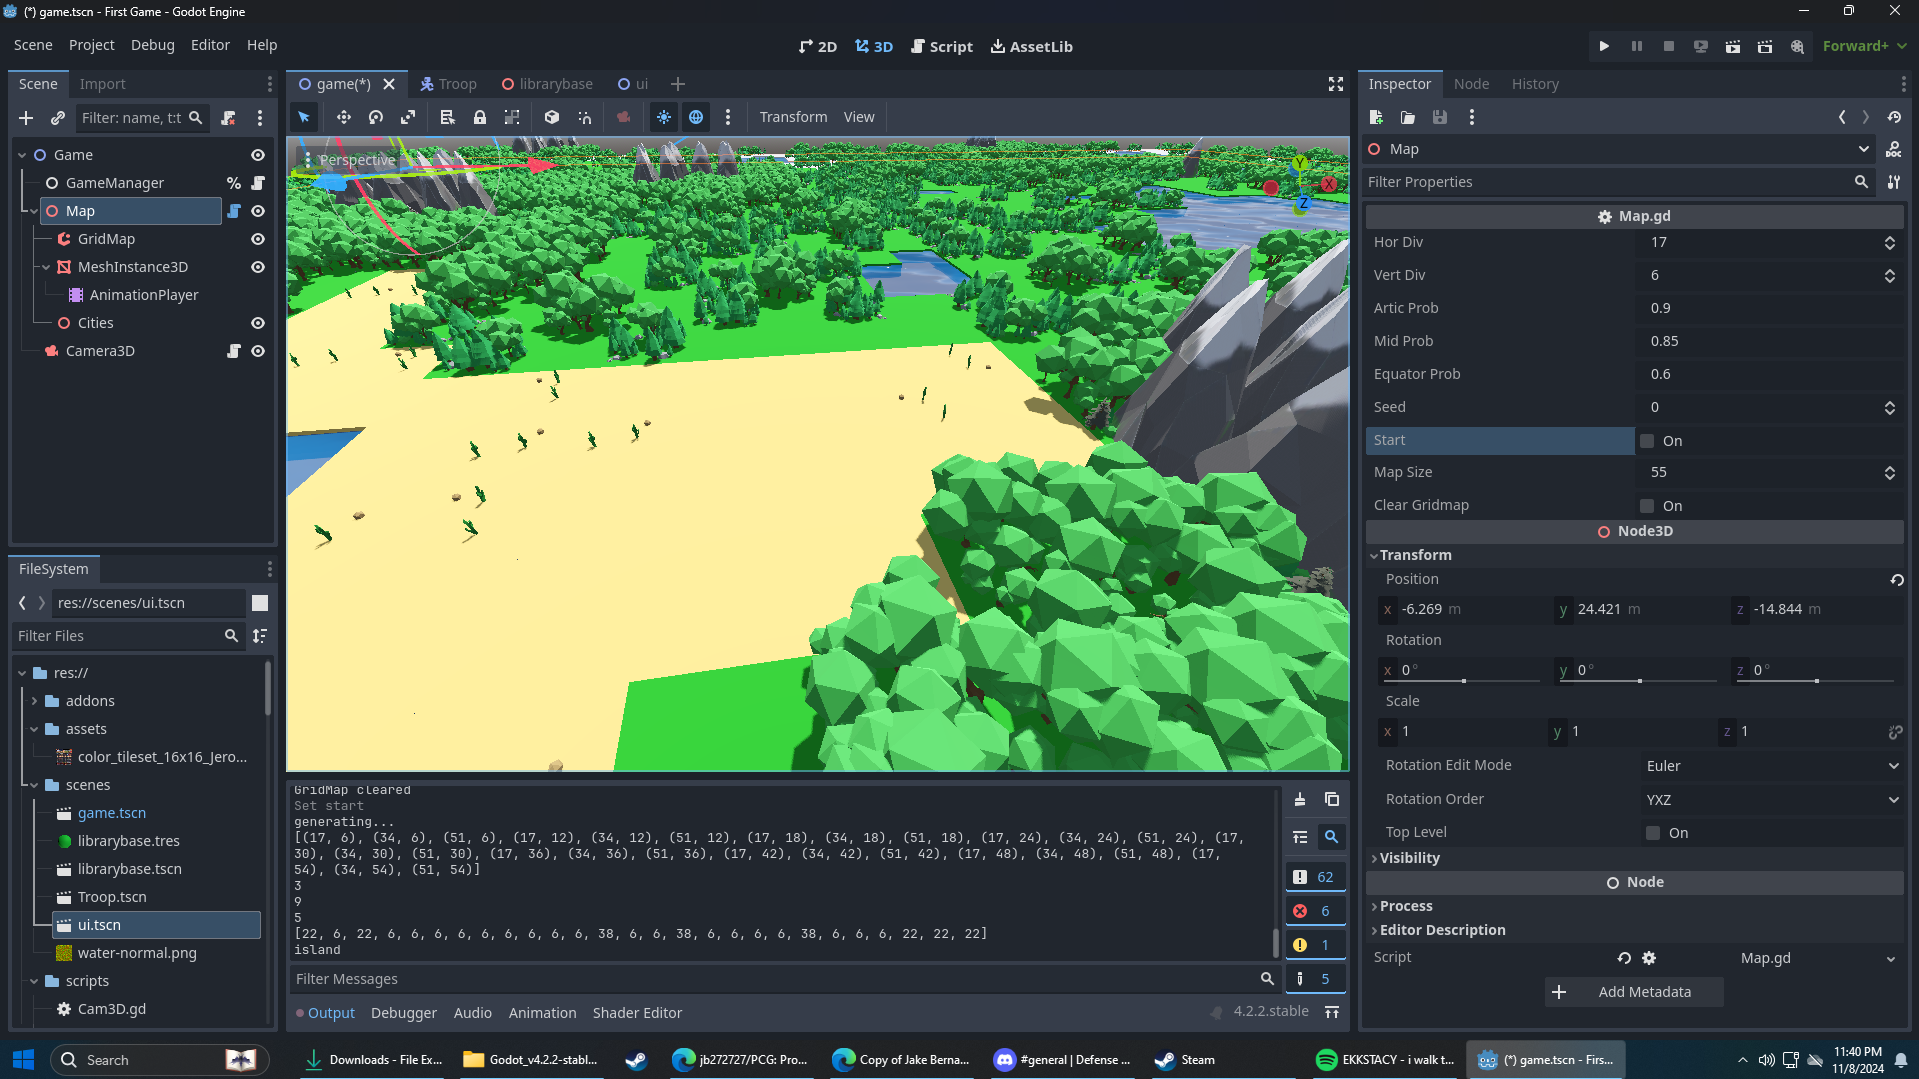 (*) game.tscn - First Game - Godot Engine
Scene Project Debug Editor Help
2D 3D Script AssetLib
Forward+
Scene Import
Filter: name, t:t
Game
GameManager
%
Map
GridMap
MeshInstance3D
AnimationPlayer
Cities
Camera3D
FileSystem
res://scenes/ui.tscn
Filter Files
res://
addons
assets
color_tileset_16x16_Jero...
scenes
game.tscn
librarybase.tres
librarybase.tscn
Troop.tscn
ui.tscn
water-normal.png
scripts
Cam3D.gd
game(*) Troop librarybase ui
Transform View
Perspective
Y
X
Z
GridMap cleared
Set start
generating...
[(17, 6), (34, 6), (51, 6), (17, 12), (34, 12), (51, 12), (17, 18), (34, 18), (51, 18), (17, 24), (34, 24), (51, 24), (17,
30), (34, 30), (51, 30), (17, 36), (34, 36), (51, 36), (17, 42), (34, 42), (51, 42), (17, 48), (34, 48), (51, 48), (17,
54), (34, 54), (51, 54)]
3
9
5
[22, 6, 22, 6, 6, 6, 6, 6, 6, 6, 6, 6, 38, 6, 6, 38, 6, 6, 6, 6, 38, 6, 6, 6, 22, 22, 22]
island
62
6
1
5
Filter Messages
Output Debugger Audio Animation Shader Editor
4.2.2.stable
Inspector Node History
Map
DOC
Filter Properties
Map.gd
Hor Div 17
Vert Div 6
Artic Prob 0.9
Mid Prob 0.85
Equator Prob 0.6
Seed 0
Start On
Map Size 55
Clear Gridmap On
Node3D
Transform
Position
x -6.269 m y 24.421 m z -14.844 m
Rotation
x 0° y 0° z 0°
Scale
x 1 y 1 z 1
Rotation Edit Mode Euler
Rotation Order YXZ
Top Level On
Visibility
Node
Process
Editor Description
Script Map.gd
Add Metadata
Search
Downloads - File Ex...
Godot_v4.2.2-stabl...
jb272727/PCG: Pro...
Copy of Jake Berna...
#general | Defense ...
Steam
EKKSTACY - i walk t...
(*) game.tscn - Firs...
11:40 PM
11/8/2024